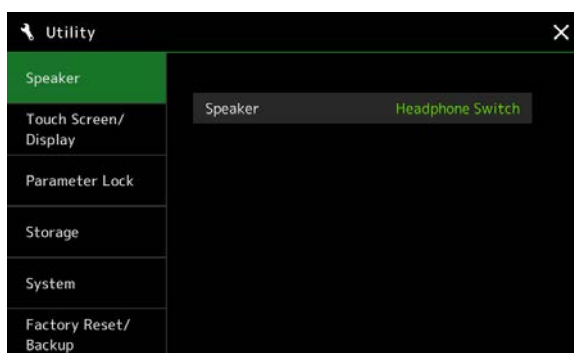 Utility
Speaker
Speaker Headphone Switch
Touch Screen/
Display
Parameter Lock
Storage
System
Factory Reset/
Backup